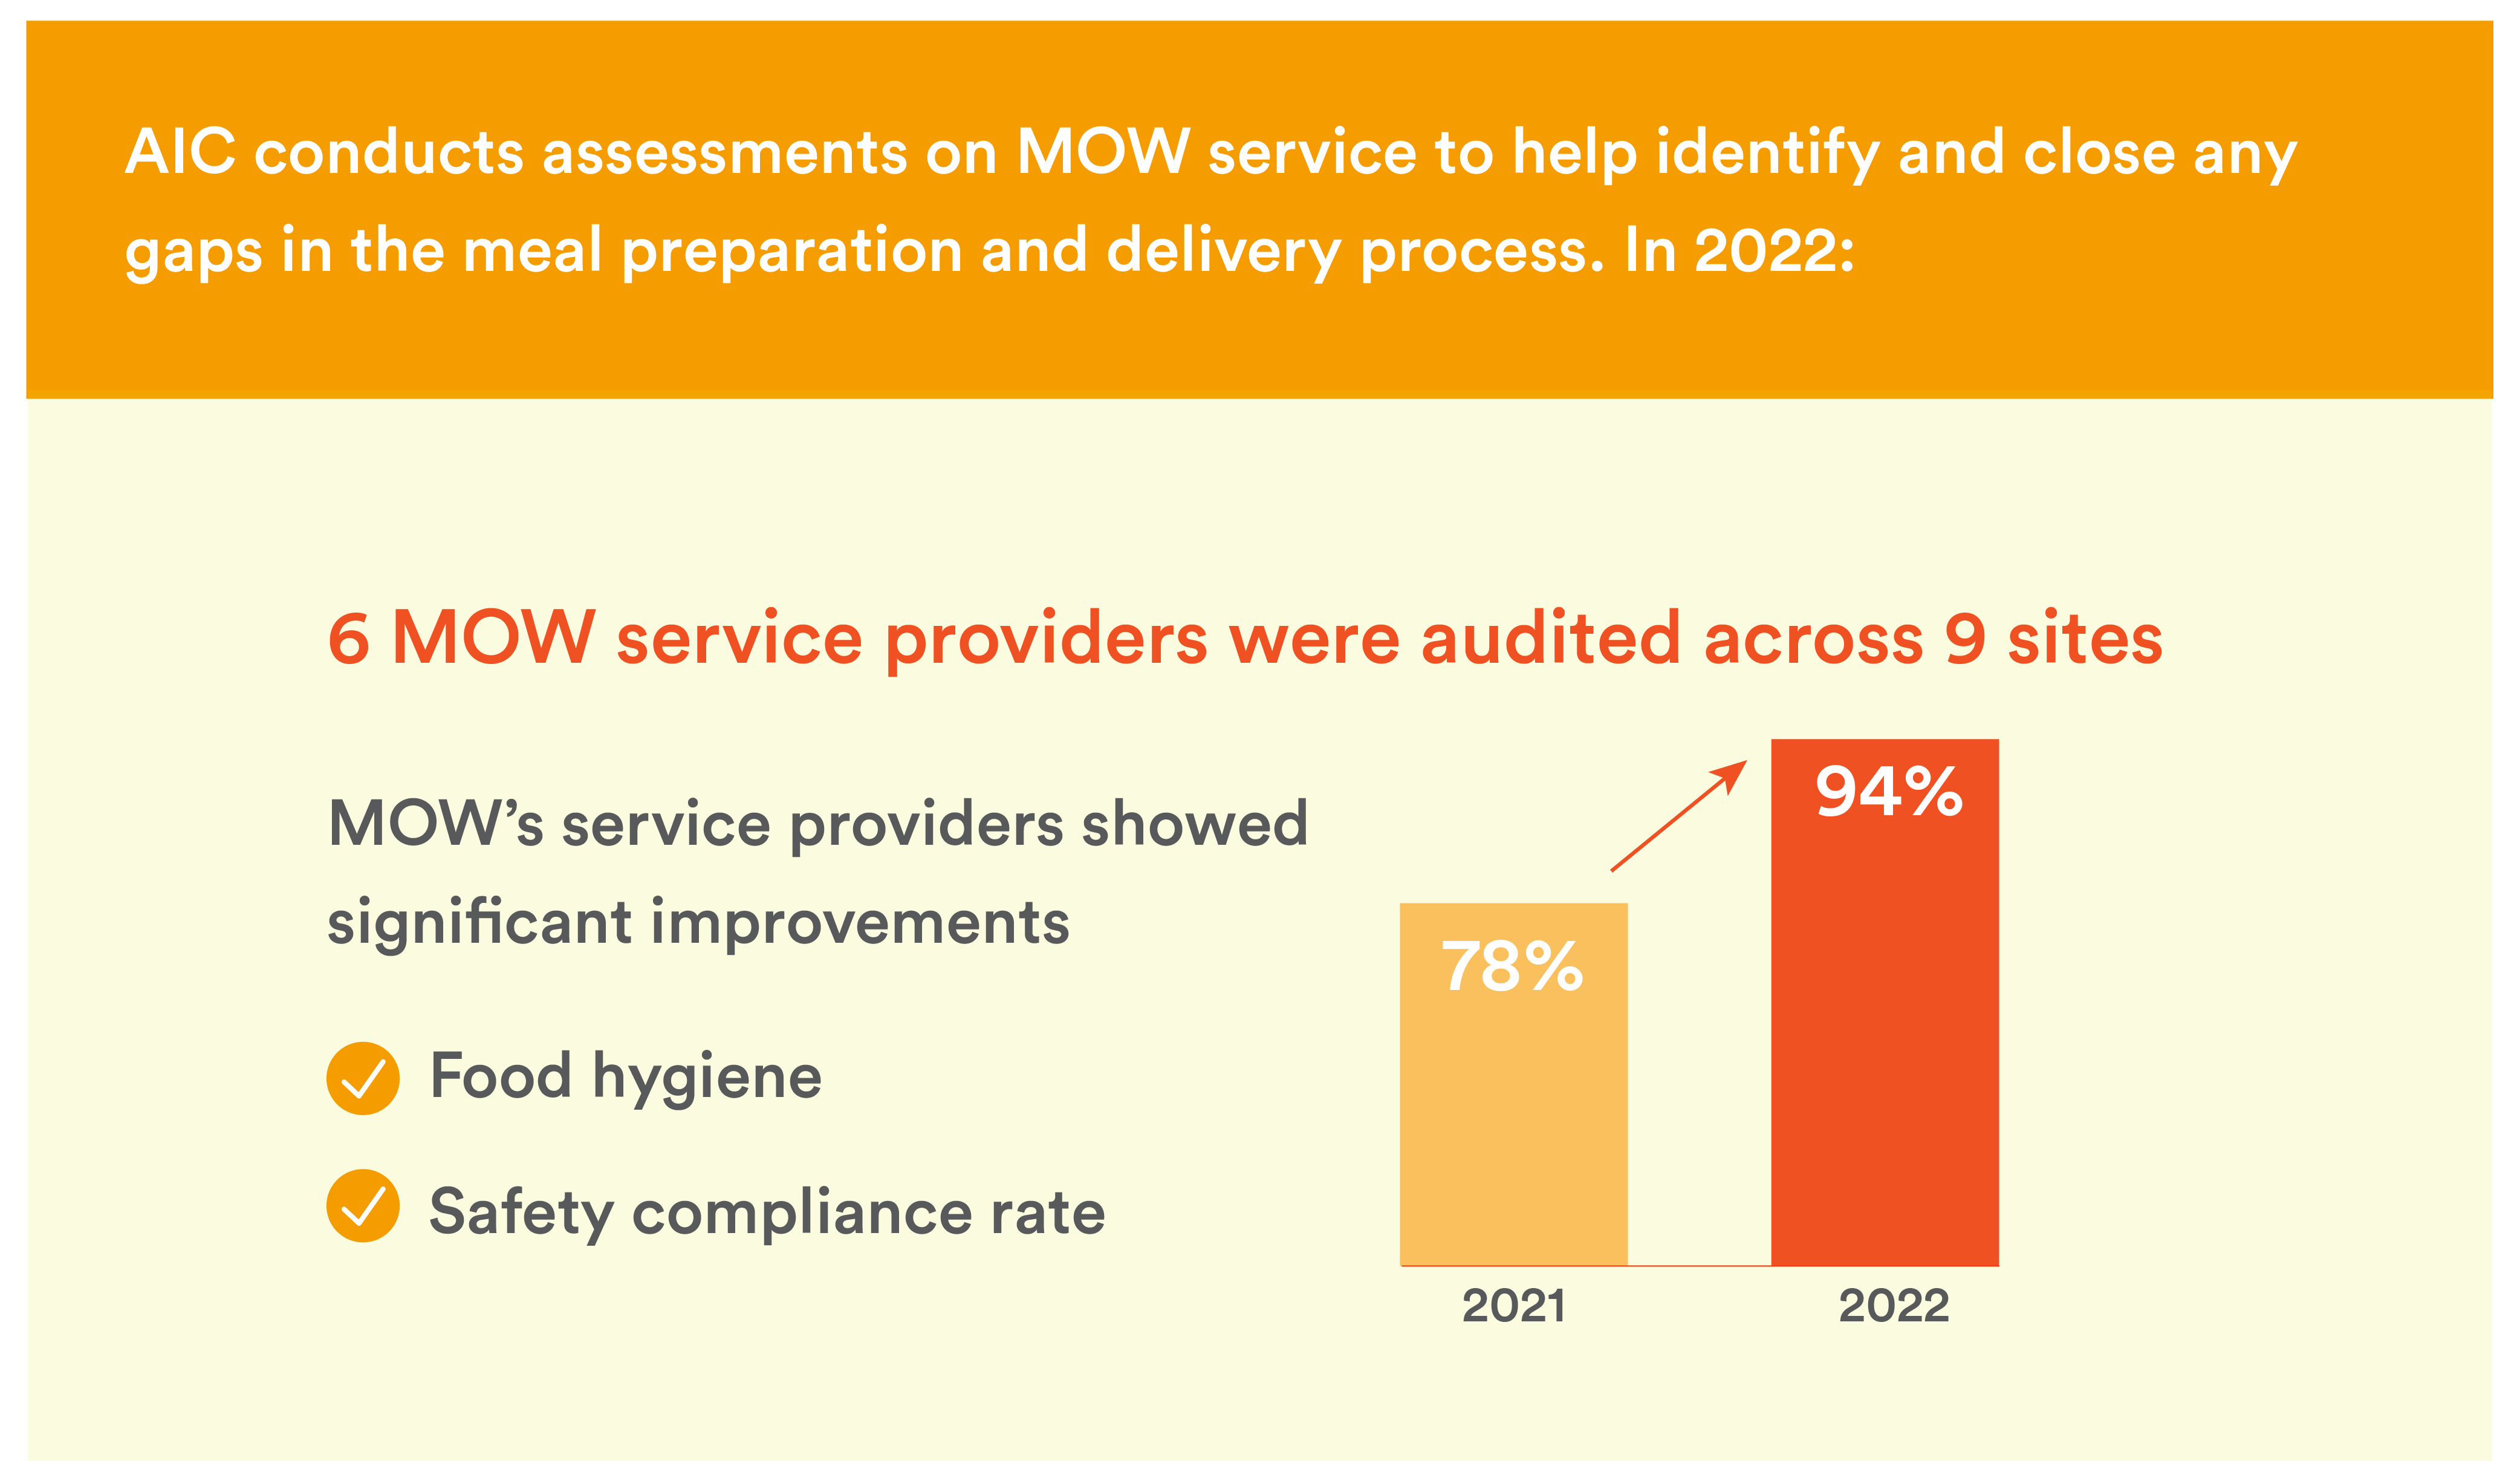 AIC conducts assessments on MOW service to help identify and close any
gaps in the meal preparation and delivery process. In 2022:
6 MOW service providers were audited across 9 sites
MOW’s service providers showed
significant improvements
Food hygiene
Safety compliance rate
94%
78%
2021
2022